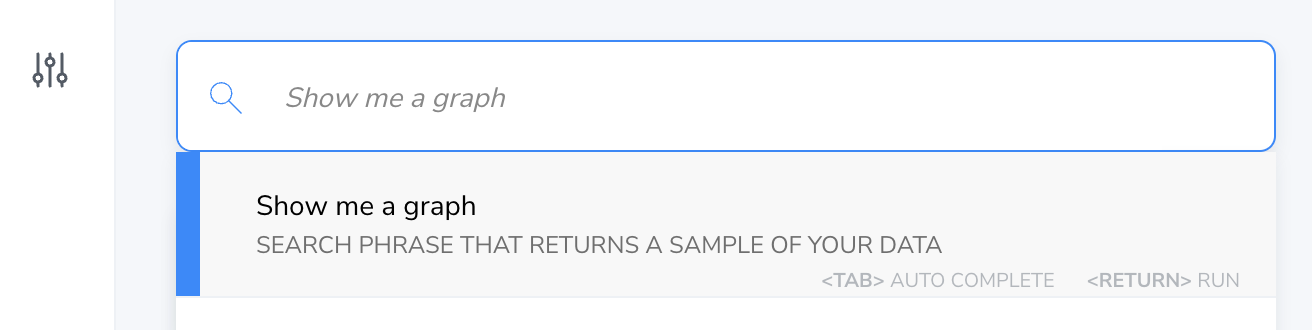 Show me a graph
Show me a graph
SEARCH PHRASE THAT RETURNS A SAMPLE OF YOUR DATA
<TAB> AUTO COMPLETE <RETURN> RUN